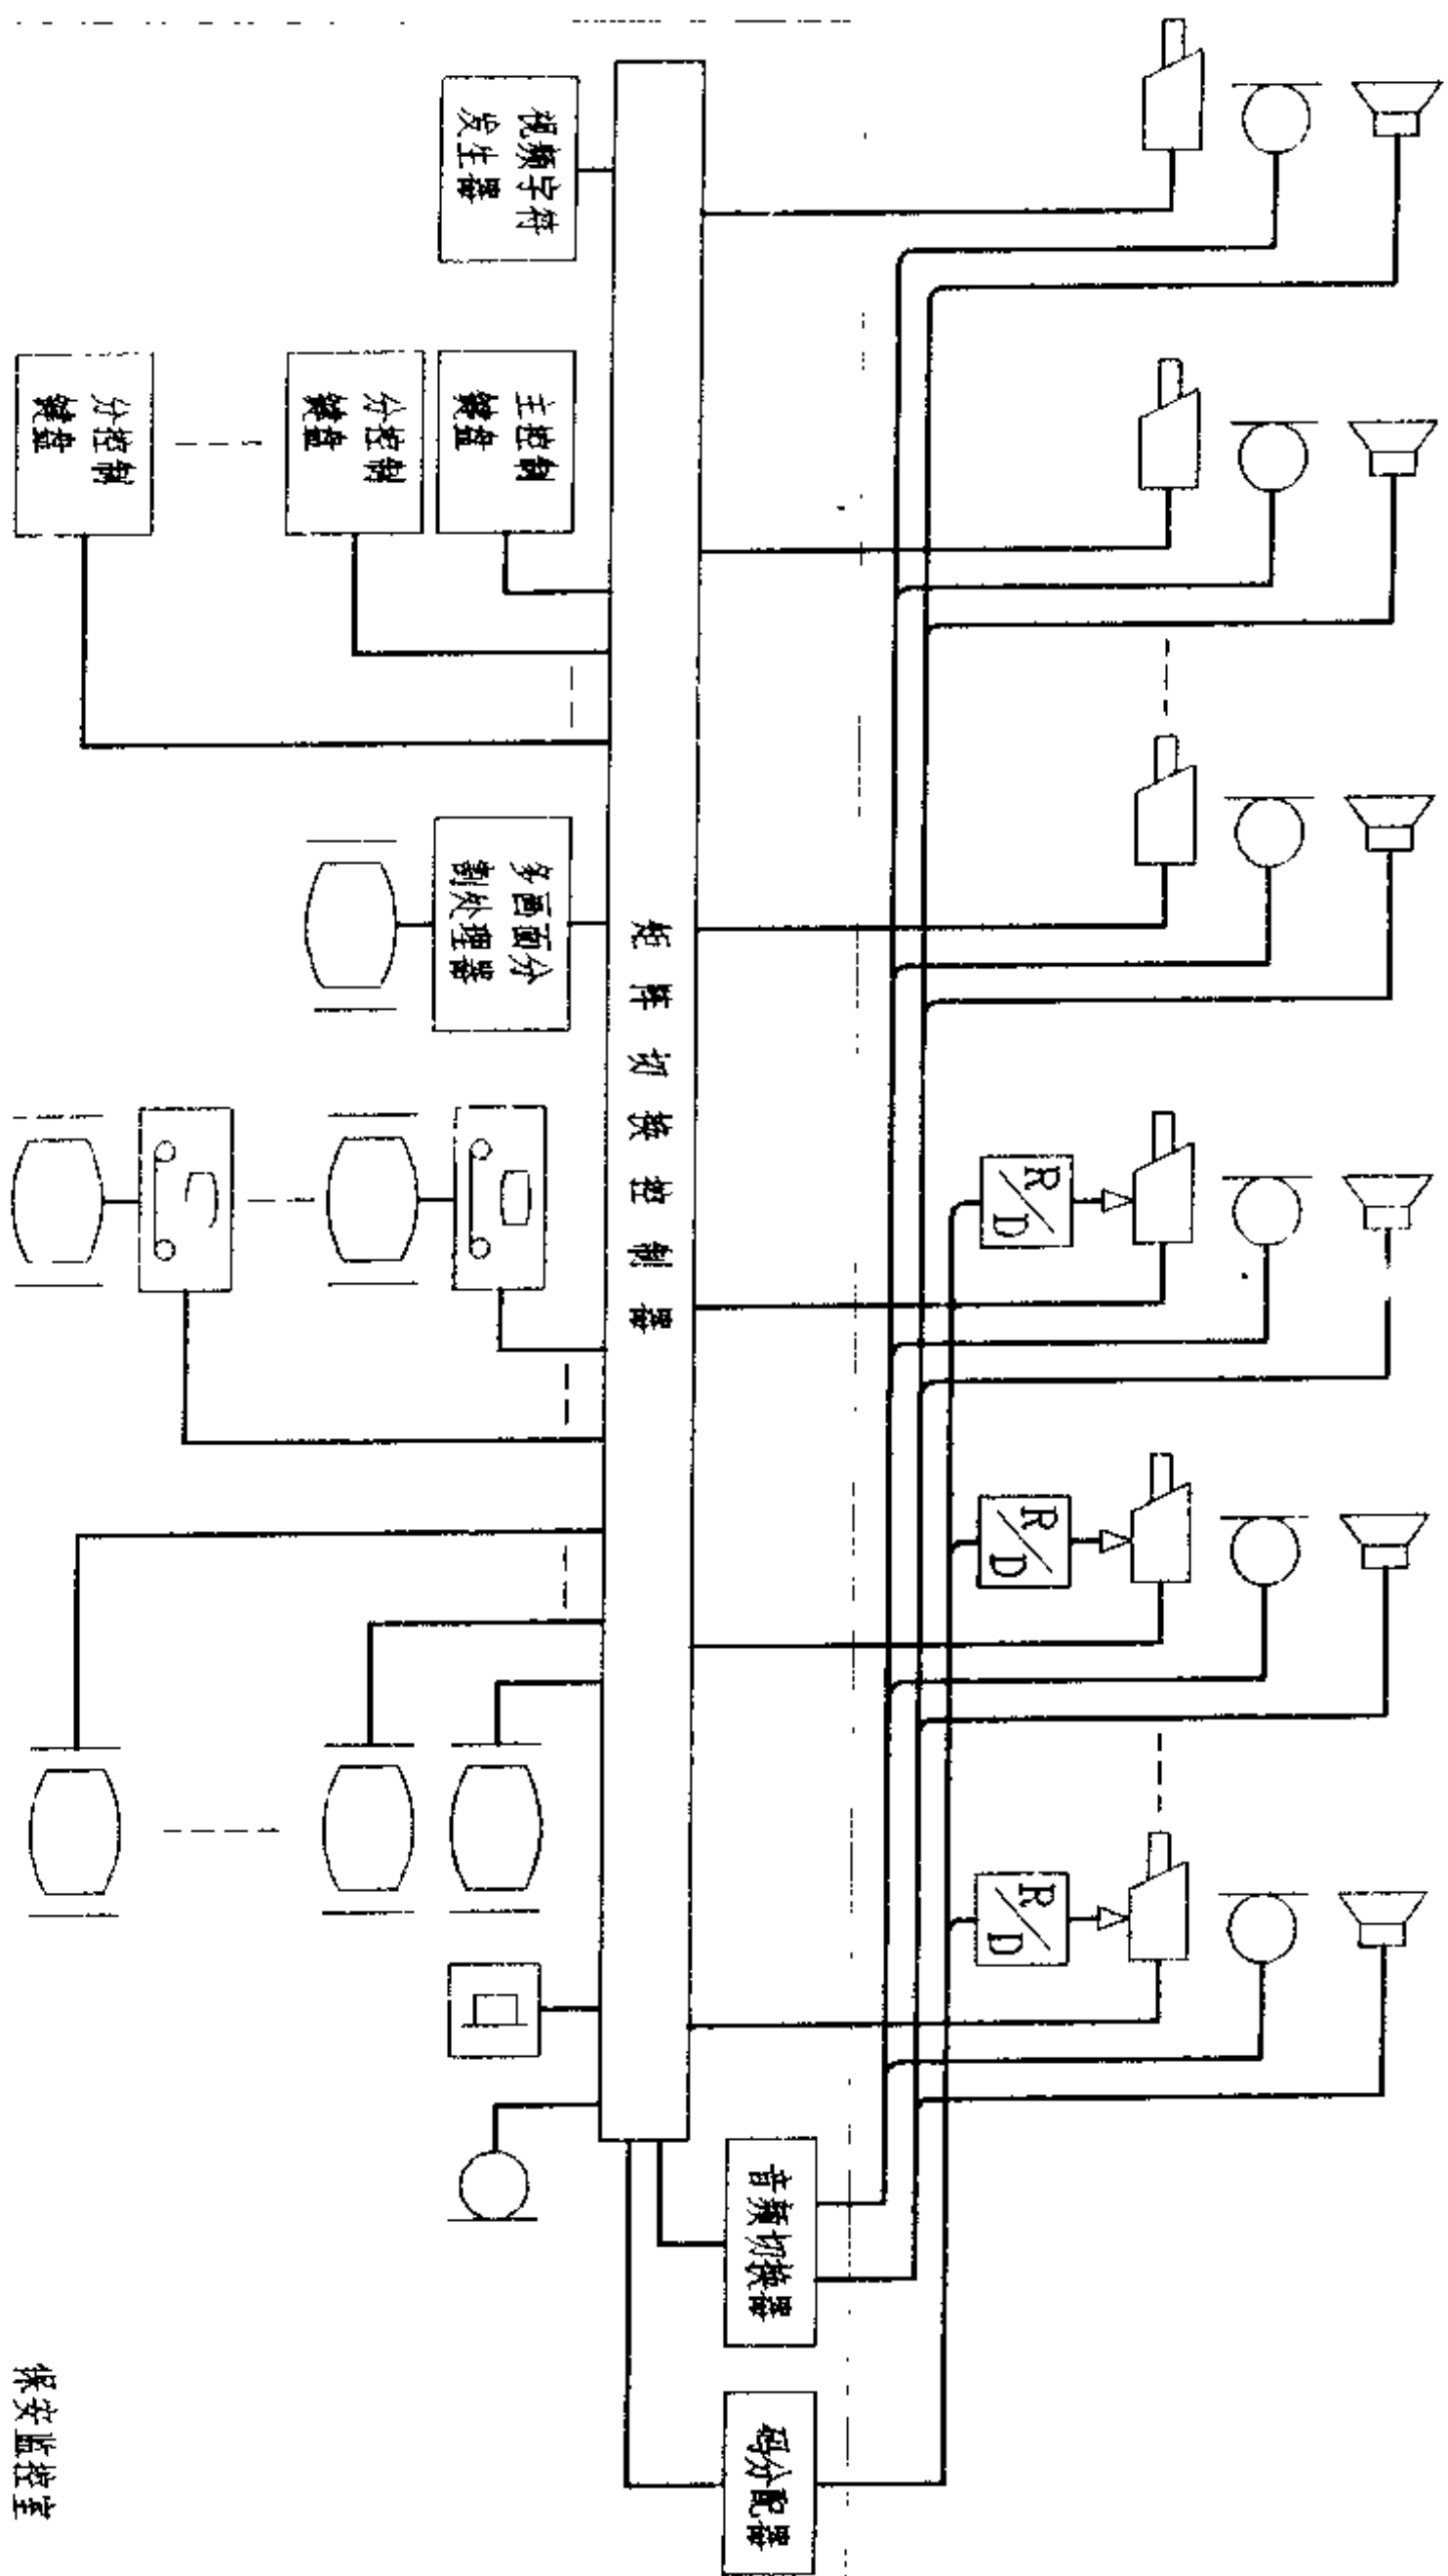 视频字符
发生器
主控制
键盘
分控制
键盘
分控制
键盘
多画面分
割处理器
矩阵切换控制器
R/D
R/D
R/D
音频切换器
码分配器
保安监控室